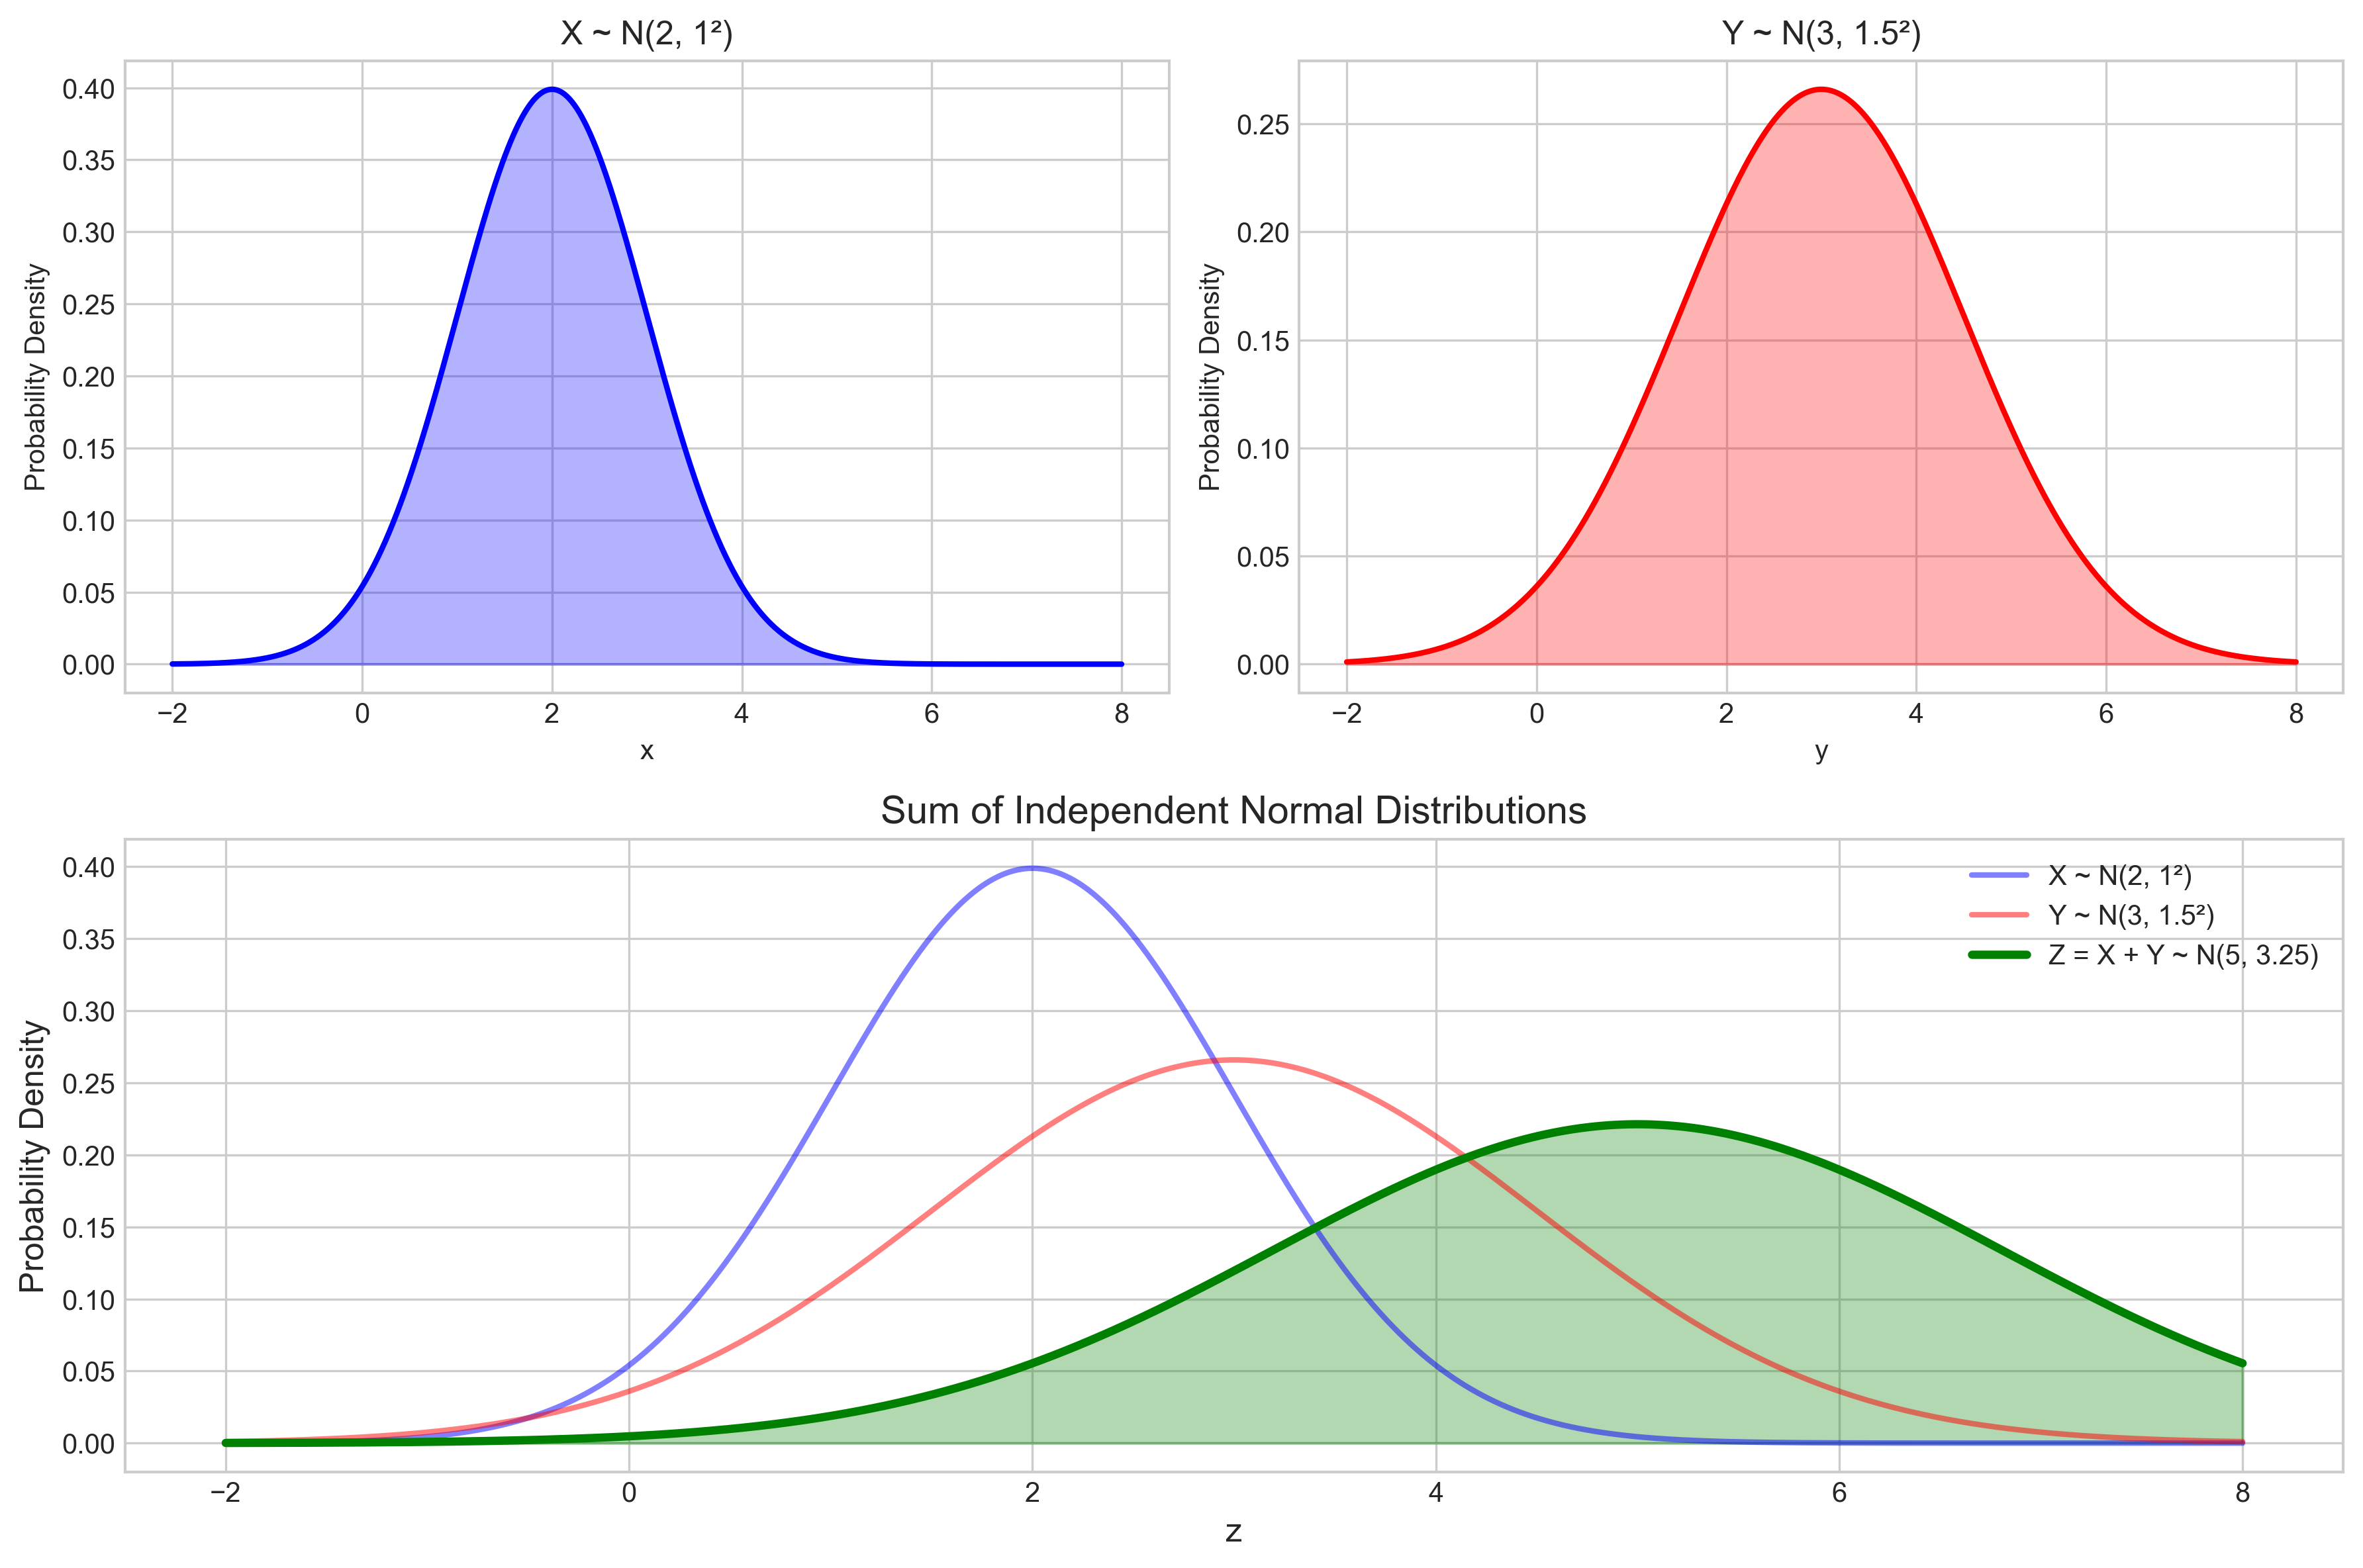 X ~ N(2, 1²)
0.40
0.35
0.30
0.25
0.20
0.15
0.10
0.05
0.00
Probability Density
−2 0 2 4 6 8
x
Y ~ N(3, 1.5²)
0.25
0.20
0.15
0.10
0.05
0.00
Probability Density
−2 0 2 4 6 8
y
Sum of Independent Normal Distributions
0.40
0.35
0.30
0.25
0.20
0.15
0.10
0.05
0.00
Probability Density
X ~ N(2, 1²)
Y ~ N(3, 1.5²)
Z = X + Y ~ N(5, 3.25)
−2 0 2 4 6 8
z